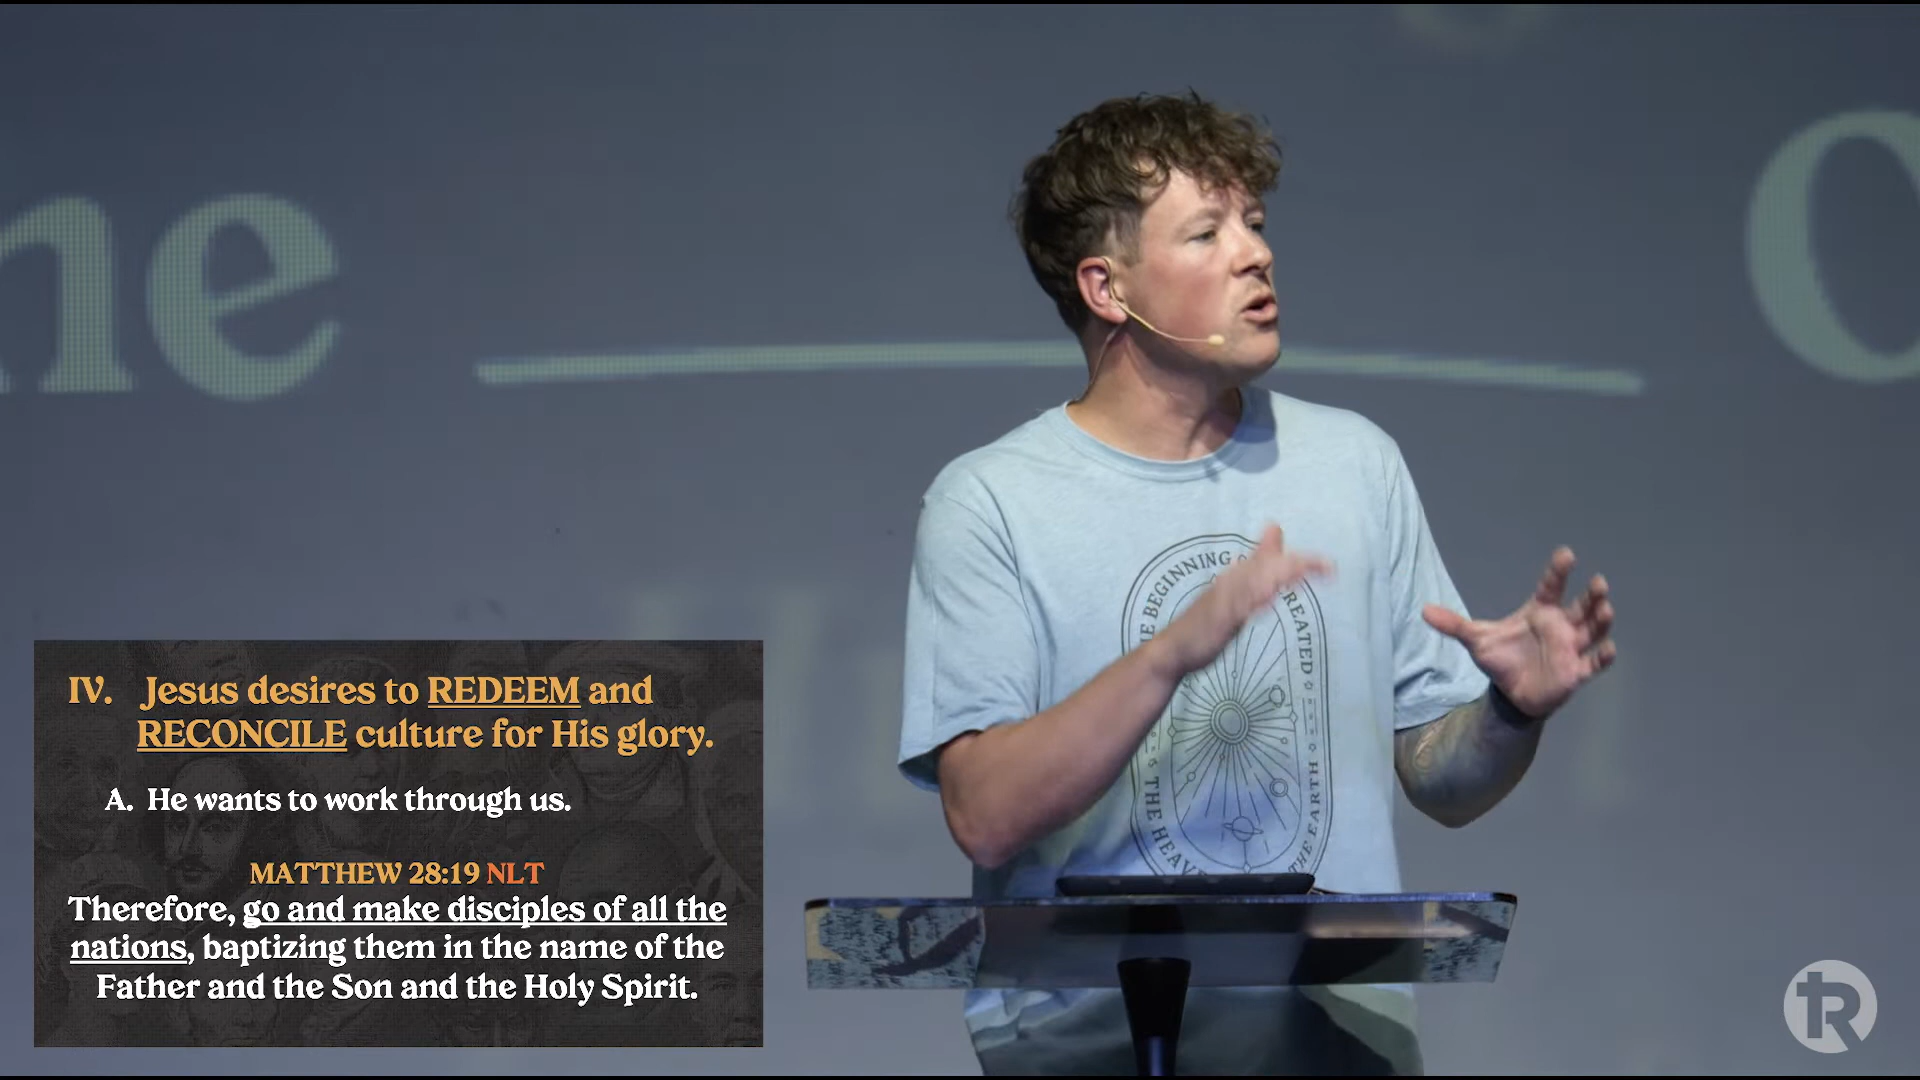 ne
O
IV. Jesus desires to REDEEM and
RECONCILE culture for His glory.
A. He wants to work through us.
MATTHEW 28:19 NLT
Therefore, go and make disciples of all the
nations, baptizing them in the name of the
Father and the Son and the Holy Spirit.
BEGINNING
CREATED
THE EARTH
THE HEAV
R